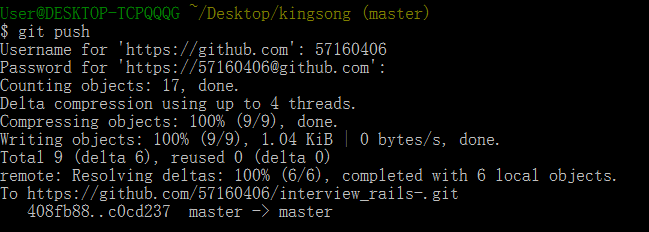 User@DESKTOP-TCPQQQG ~/Desktop/kingsong (master)
$ git push
Username for 'https://github.com': 57160406
Password for 'https://57160406@github.com':
Counting objects: 17, done.
Delta compression using up to 4 threads.
Compressing objects: 100% (9/9), done.
Writing objects: 100% (9/9), 1.04 KiB | 0 bytes/s, done.
Total 9 (delta 6), reused 0 (delta 0)
remote: Resolving deltas: 100% (6/6), completed with 6 local objects.
To https://github.com/57160406/interview_rails-.git
   408fb88..c0cd237  master -> master